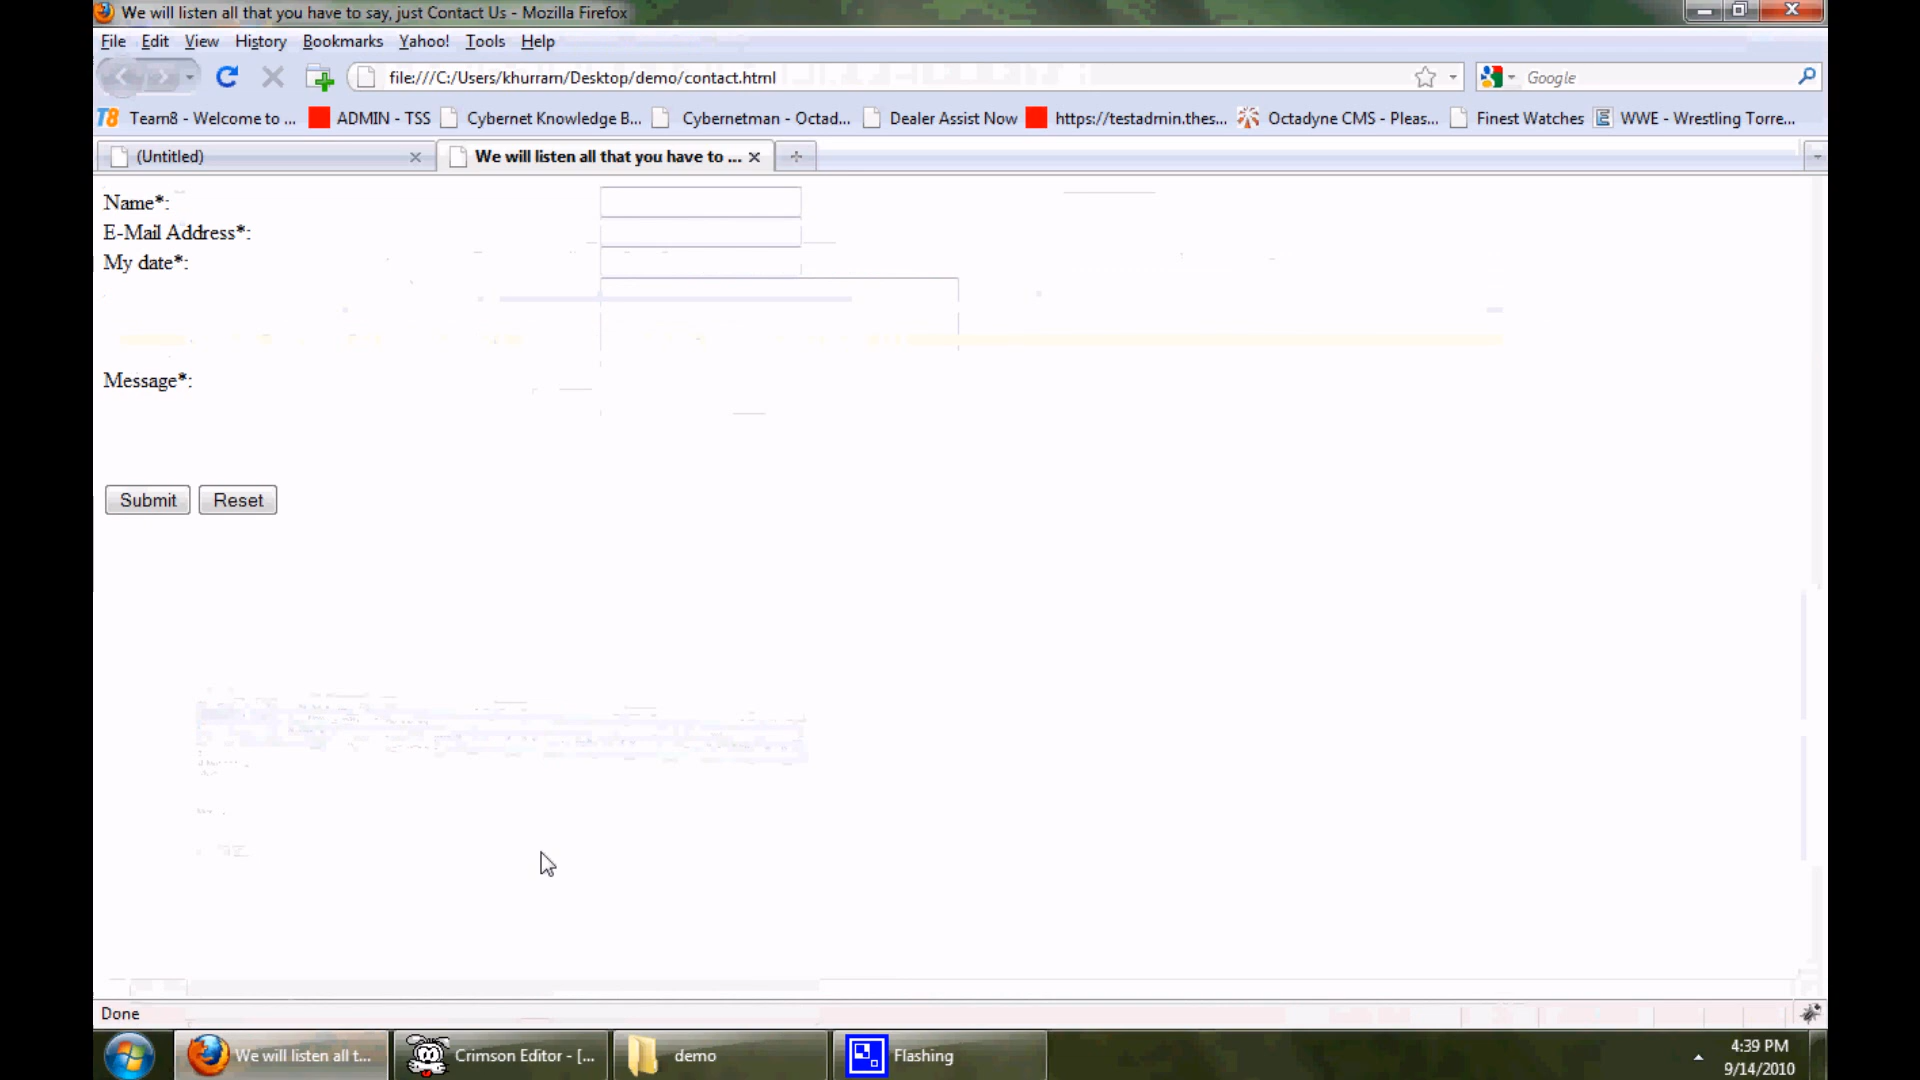 We will listen all that you have to say, just Contact Us - Mozilla Firefox
File Edit View History Bookmarks Yahoo! Tools Help
file:///C:/Users/khurram/Desktop/demo/contact.html Google
T8 Team8 - Welcome to ... ADMIN - TSS Cybernet Knowledge B... Cybernetman - Octad... Dealer Assist Now https://testadmin.thes... Octadyne CMS - Pleas... Finest Watches E WWE - Wrestling Torre...
(Untitled) We will listen all that you have to ...
Name*:
E-Mail Address*:
My date*:
Message*:
Submit Reset
Done
We will listen all t... Crimson Editor - [... demo Flashing 4:39 PM
9/14/2010